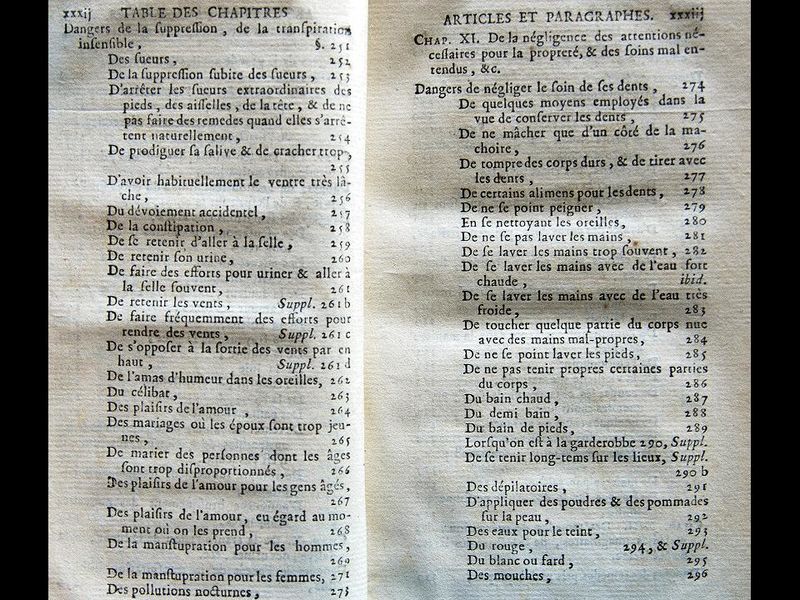 xxxij TABLE DES CHAPITRES
Dangers de la suppreſſion, de la tranſpiration
inſenſible, §. 251
Des ſueurs, 252
De la ſuppreſſion ſubite des ſueurs, 253
D'arrêter les ſueurs extraordinaires des
pieds, des aiſſelles, de la tête, & de ne
pas faire des remedes quand elles s'arrê-
tent naturellement, 254
De prodiguer ſa salive & de cracher trop,
255
D'avoir habituellement le ventre très lâ-
che, 256
Du dévoiement accidentel, 257
De la conſtipation, 258
De ſe retenir d'aller à la ſelle, 259
De retenir ſon urine, 260
De faire des efforts pour uriner & aller à
la ſelle ſouvent, 261
De retenir les vents, Suppl. 261 b
De faire fréquemment des efforts pour
rendre des vents, Suppl. 261 c
De s'oppoſer à la ſortie des vents par en
haut, Suppl. 261 d
De l'amas d'humeur dans les oreilles, 262
Du célibat, 263
Des plaiſirs de l'amour, 264
Des mariages où les époux ſont trop jeu-
nes, 265
De marier des perſonnes dont les âges
ſont trop diſproportionnés, 266
Des plaiſirs de l'amour pour les gens âgés,
267
Des plaiſirs de l'amour, eu égard au mo-
ment où on les prend, 268
De la manſtupration pour les hommes,
269
De la manſtupration pour les femmes, 271
Des pollutions nocturnes, 273
ARTICLES ET PARAGRAPHES. xxxiij
CHAP. XI. De la négligence des attentions né-
ceſſaires pour la propreté, & des ſoins mal en-
tendus, &c.
Dangers de négliger le ſoin de ſes dents, 274
De quelques moyens employés dans la
vue de conſerver les dents, 275
De ne mâcher que d'un côté de la ma-
choire, 276
De rompre des corps durs, & de tirer avec
les dents, 277
De certains alimens pour les dents, 278
De ne ſe point peigner, 279
En ſe nettoyant les oreilles, 280
De ne ſe pas laver les mains, 281
De ſe laver les mains trop ſouvent, 282
De ſe laver les mains avec de l'eau fort
chaude, ibid.
De ſe laver les mains avec de l'eau très
froide, 283
De toucher quelque partie du corps nue
avec des mains mal-propres, 284
De ne ſe point laver les pieds, 285
De ne pas tenir propres certaines parties
du corps, 286
Du bain chaud, 287
Du demi bain, 288
Du bain de pieds, 289
Lorſqu'on eſt à la garderobbe 290, Suppl.
De ſe tenir long-tems ſur les lieux, Suppl.
290 b
Des dépilatoires, 291
D'appliquer des poudres & des pommades
ſur la peau, 292
Des eaux pour le teint, 293
Du rouge, 294, & Suppl.
Du blanc ou fard, 295
Des mouches, 296